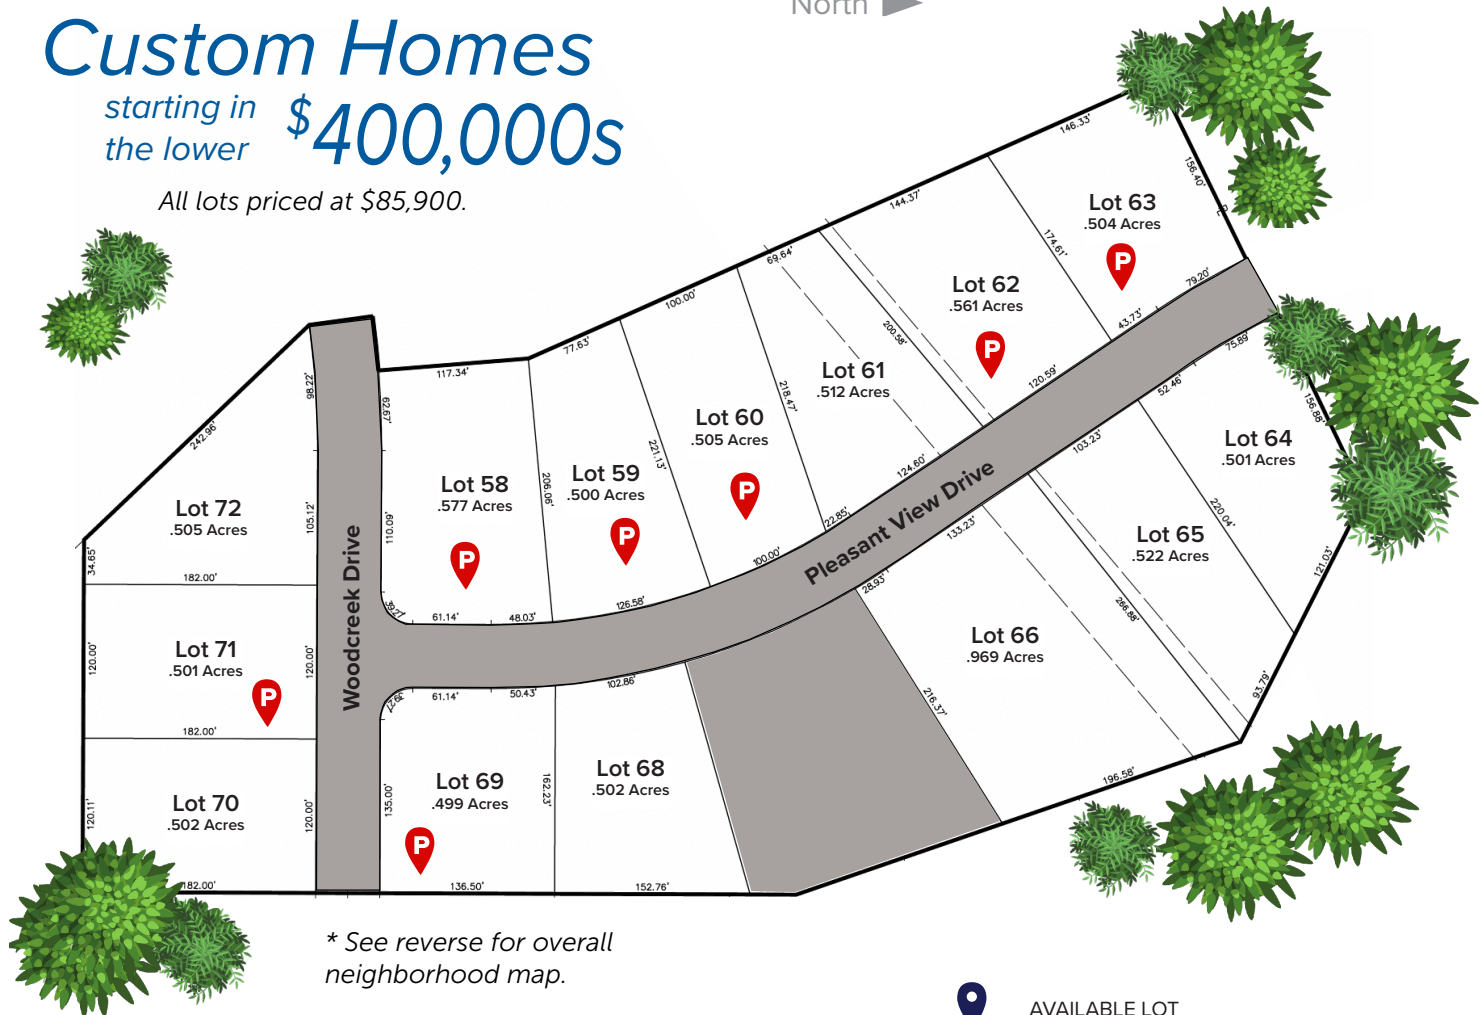 North
Custom Homes
starting in
the lower
$400,000s
All lots priced at $85,900.
146.33'
156.40'
144.37'
Lot 63
.504 Acres
P
174.61'
79.20'
43.73'
69.64'
Lot 62
.561 Acres
P
200.58'
120.59'
100.00'
Lot 61
.512 Acres
218.47'
124.60'
22.85'
77.63'
Lot 60
.505 Acres
P
221.13'
100.00'
117.34'
Lot 59
.500 Acres
P
206.06'
126.58'
62.67'
Lot 58
.577 Acres
P
110.09'
39.27'
61.14'
48.03'
98.22'
242.96'
Lot 72
.505 Acres
105.12'
34.65'
182.00'
Lot 71
.501 Acres
P
120.00'
120.00'
182.00'
Lot 70
.502 Acres
120.11'
120.00'
182.00'
Woodcreek Drive
Pleasant View Drive
75.89'
52.46'
156.88'
Lot 64
.501 Acres
220.04'
121.03'
103.23'
Lot 65
.522 Acres
266.88'
93.79'
133.23'
28.93'
Lot 66
.969 Acres
216.37'
196.58'
39.27'
61.14'
50.43'
102.86'
Lot 69
.499 Acres
P
135.00'
162.23'
136.50'
Lot 68
.502 Acres
152.76'
* See reverse for overall
neighborhood map.
AVAILABLE LOT